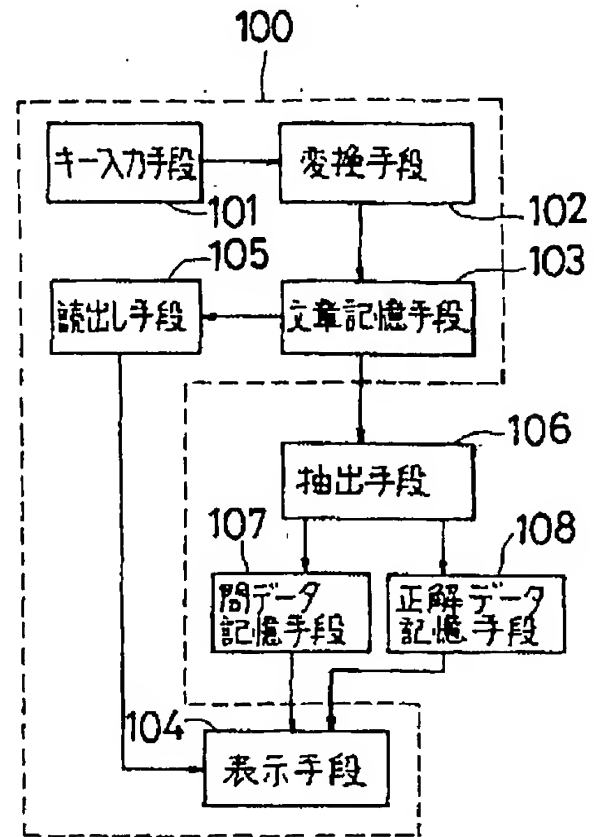 100
キー入力手段
変換手段
101
102
105
103
読出し手段
文章記憶手段
106
抽出手段
107
108
問データ
記憶手段
正解データ
記憶手段
104
表示手段